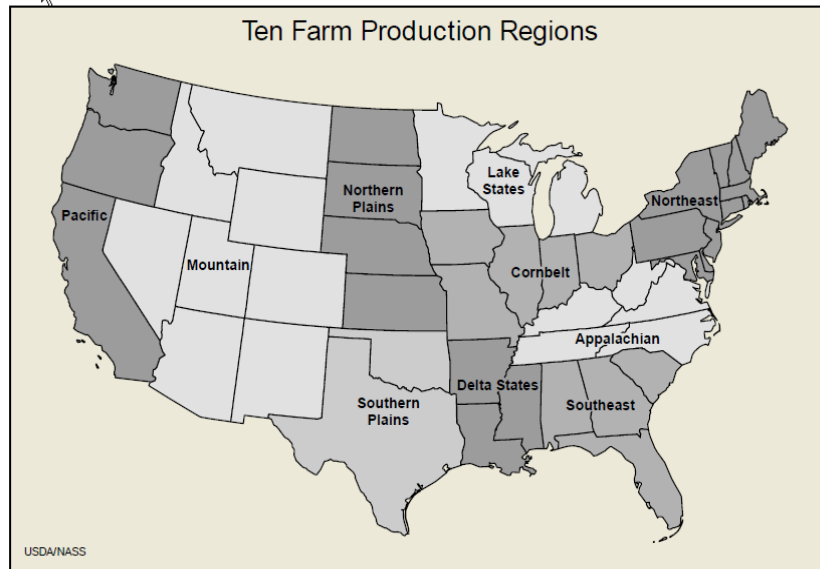 Ten Farm Production Regions
Lake
States
Northern
Plains
Northeast
Pacific
Mountain
Cornbelt
Appalachian
Delta States
Southern
Plains
Southeast
USDA/NASS